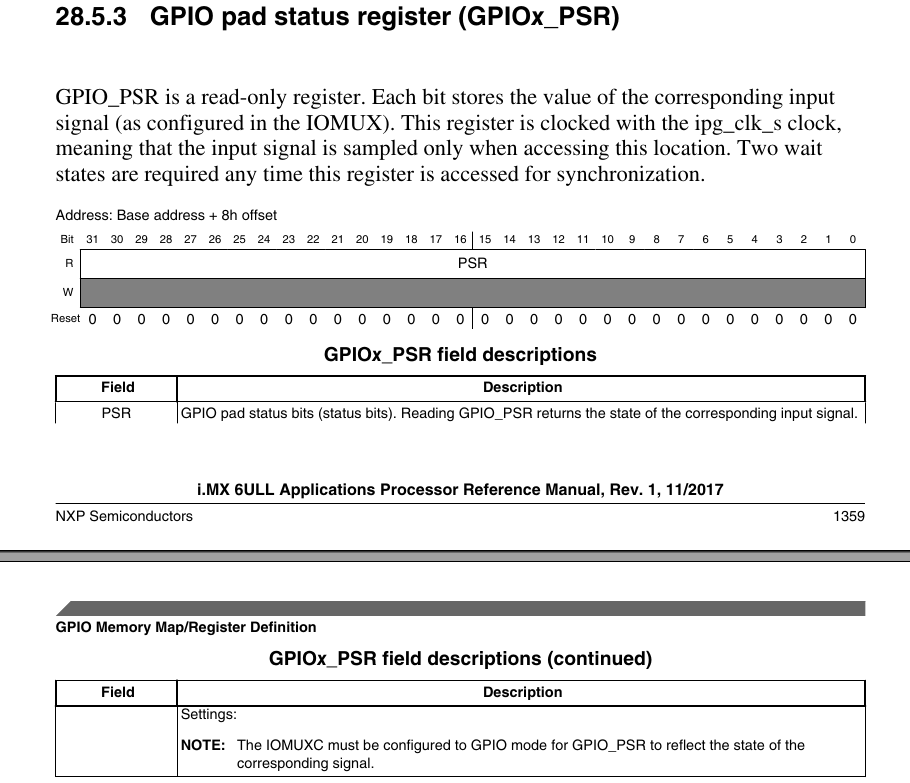 28.5.3 GPIO pad status register (GPIOx_PSR)
GPIO_PSR is a read-only register. Each bit stores the value of the corresponding input
signal (as configured in the IOMUX). This register is clocked with the ipg_clk_s clock,
meaning that the input signal is sampled only when accessing this location. Two wait
states are required any time this register is accessed for synchronization.
Address: Base address + 8h offset
Bit 31 30 29 28 27 26 25 24 23 22 21 20 19 18 17 16 15 14 13 12 11 10 9 8 7 6 5 4 3 2 1 0
R PSR
W
Reset 0 0 0 0 0 0 0 0 0 0 0 0 0 0 0 0 0 0 0 0 0 0 0 0 0 0 0 0 0 0 0 0
GPIOx_PSR field descriptions
Field Description
PSR GPIO pad status bits (status bits). Reading GPIO_PSR returns the state of the corresponding input signal.
i.MX 6ULL Applications Processor Reference Manual, Rev. 1, 11/2017
NXP Semiconductors 1359
GPIO Memory Map/Register Definition
GPIOx_PSR field descriptions (continued)
Field Description
Settings:
NOTE: The IOMUXC must be configured to GPIO mode for GPIO_PSR to reflect the state of the
corresponding signal.